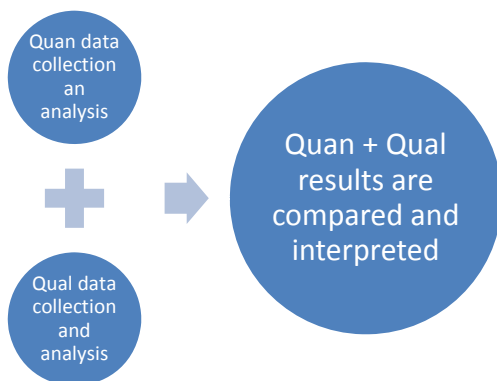 Quan data
collection
an
analysis
Qual data
collection
and
analysis
Quan + Qual
results are
compared and
interpreted